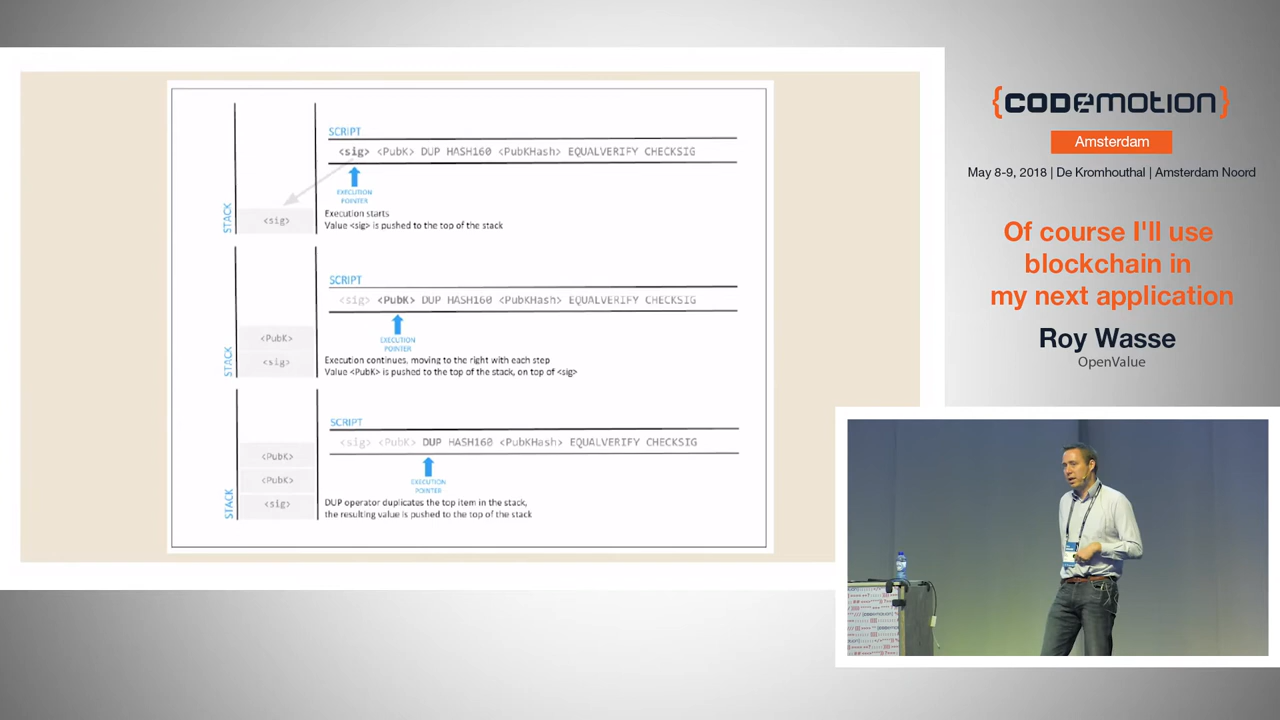 SCRIPT
<sig> <PubK> DUP HASH160 <PubKHash> EQUALVERIFY CHECKSIG
EXECUTION
POINTER
STACK
<sig>
Execution starts
Value <sig> is pushed to the top of the stack
SCRIPT
<sig> <PubK> DUP HASH160 <PubKHash> EQUALVERIFY CHECKSIG
EXECUTION
POINTER
STACK
<PubK>
<sig>
Execution continues, moving to the right with each step
Value <PubK> is pushed to the top of the stack, on top of <sig>
SCRIPT
<sig> <PubK> DUP HASH160 <PubKHash> EQUALVERIFY CHECKSIG
EXECUTION
POINTER
STACK
<PubK>
<PubK>
<sig>
DUP operator duplicates the top item in the stack,
the resulting value is pushed to the top of the stack
{CODEMOTION}
Amsterdam
May 8-9, 2018 | De Kromhouthal | Amsterdam Noord
Of course I'll use
blockchain in
my next application
Roy Wasse
OpenValue